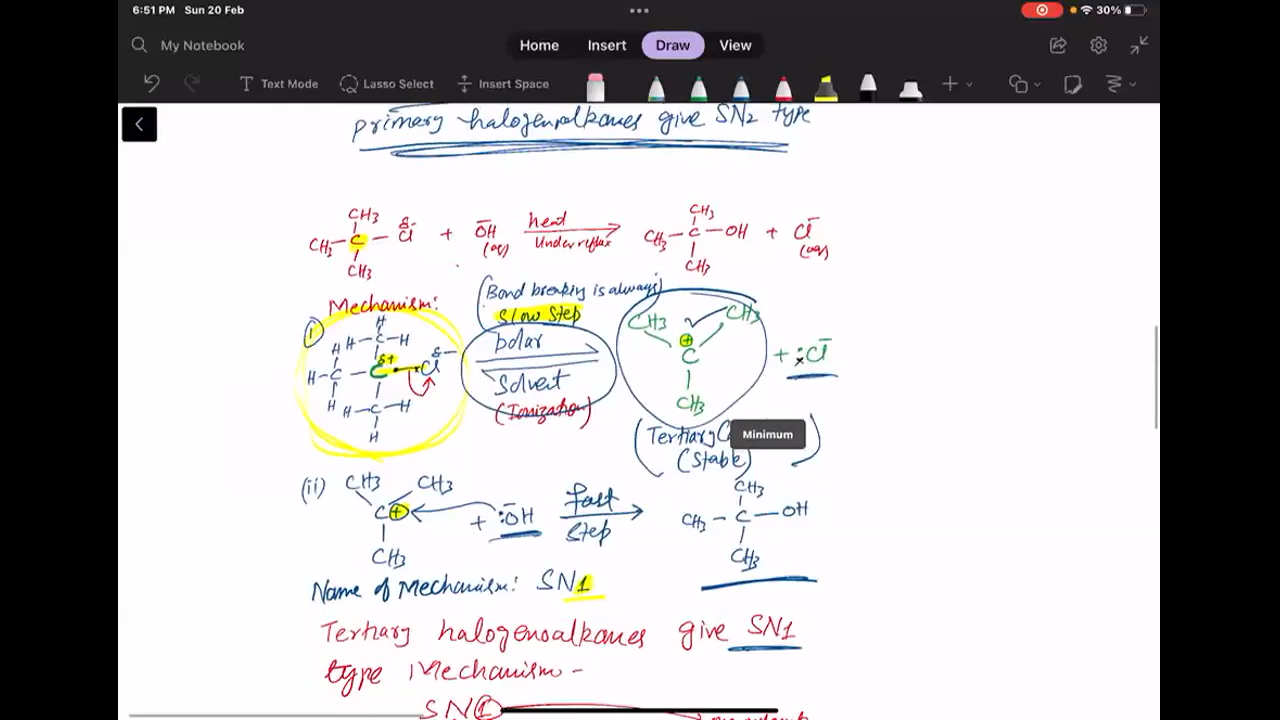 6:51 PM Sun 20 Feb
30%
My Notebook
Home Insert Draw View
Text Mode Lasso Select Insert Space
primary halogenoalkanes give SN2 type
CH3
CH3 - C - Cl δ- + OH- (aq) heat Under reflux CH3 - C - OH + Cl- (aq)
CH3
CH3
CH3
Mechanism:
(Bond breaking is always)
Slow Step
(i)
H
H-C-H
H
H-C - C δ+ Cl δ-
H
H-C-H
H
polar
Solvent
(Ionization)
CH3 CH3
+
C
CH3
+ :Cl-
(Tertiary
Minimum
(Stable)
(ii)
CH3 CH3
C+ + :OH- fast Step
CH3
CH3
CH3 - C - OH
CH3
Name of Mechanism: SN1
Tertiary halogenoalkanes give SN1
type Mechanism -
SN1